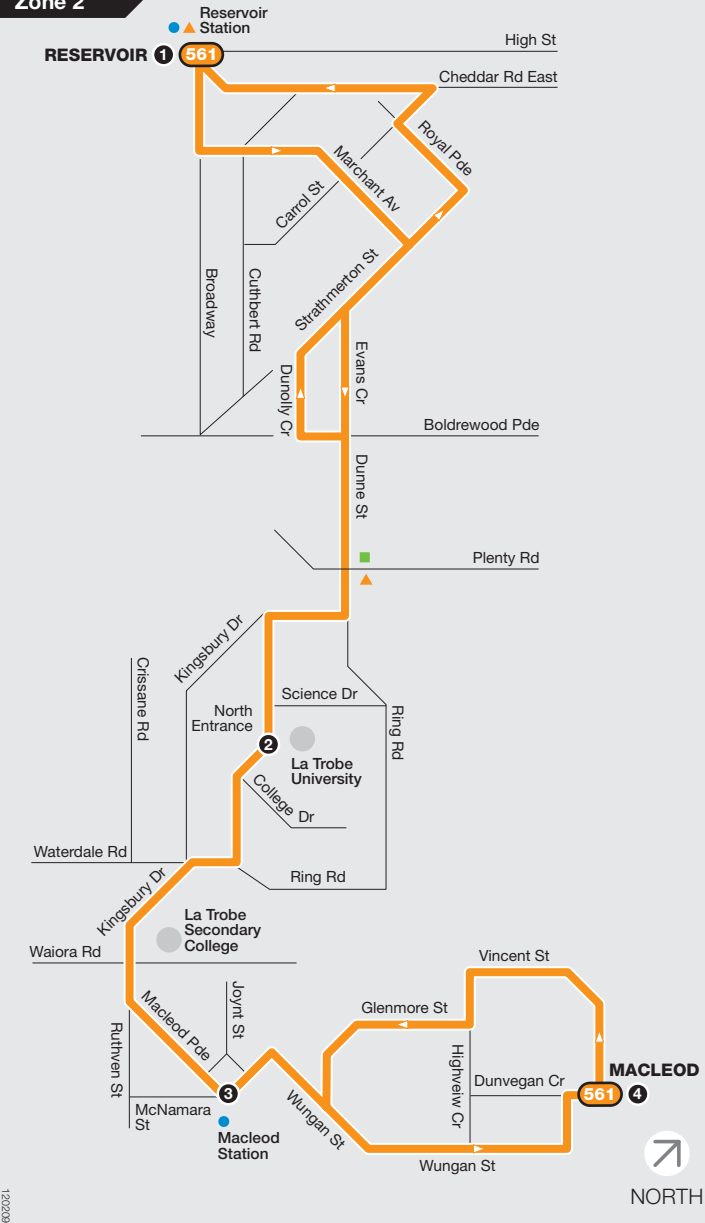 Zone 2
Reservoir
Station
RESERVOIR 1 561
High St
Cheddar Rd East
Royal Pde
Marchant Av
Carrol St
Strathmerton St
Broadway
Cuthbert Rd
Evans Cr
Dunolly Cr
Boldrewood Pde
Dunne St
Plenty Rd
Kingsbury Dr
Crissane Rd
Science Dr
North
Entrance
2
Ring Rd
La Trobe
University
College
Dr
Waterdale Rd
Ring Rd
Kingsbury Dr
La Trobe
Secondary
College
Waiora Rd
Vincent St
Macleod Pde
Joynt St
Glenmore St
Ruthven St
Highveiw Cr
Dunvegan Cr
MACLEOD
561 4
3
McNamara
St
Wungan St
Macleod
Station
Wungan St
NORTH
120209